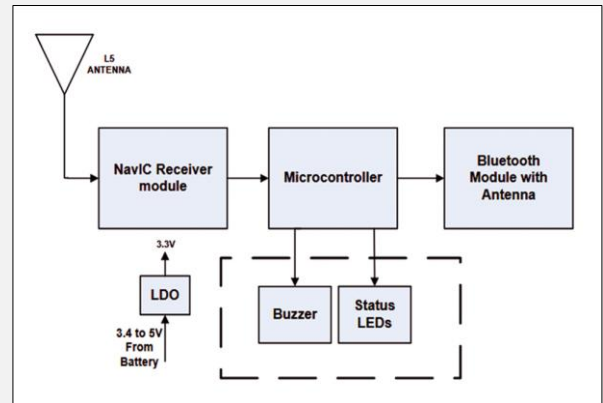 L5
ANTENNA
NavIC Receiver
module
Microcontroller
Bluetooth
Module with
Antenna
3.3V
LDO
3.4 to 5V
From
Battery
Buzzer
Status
LEDs